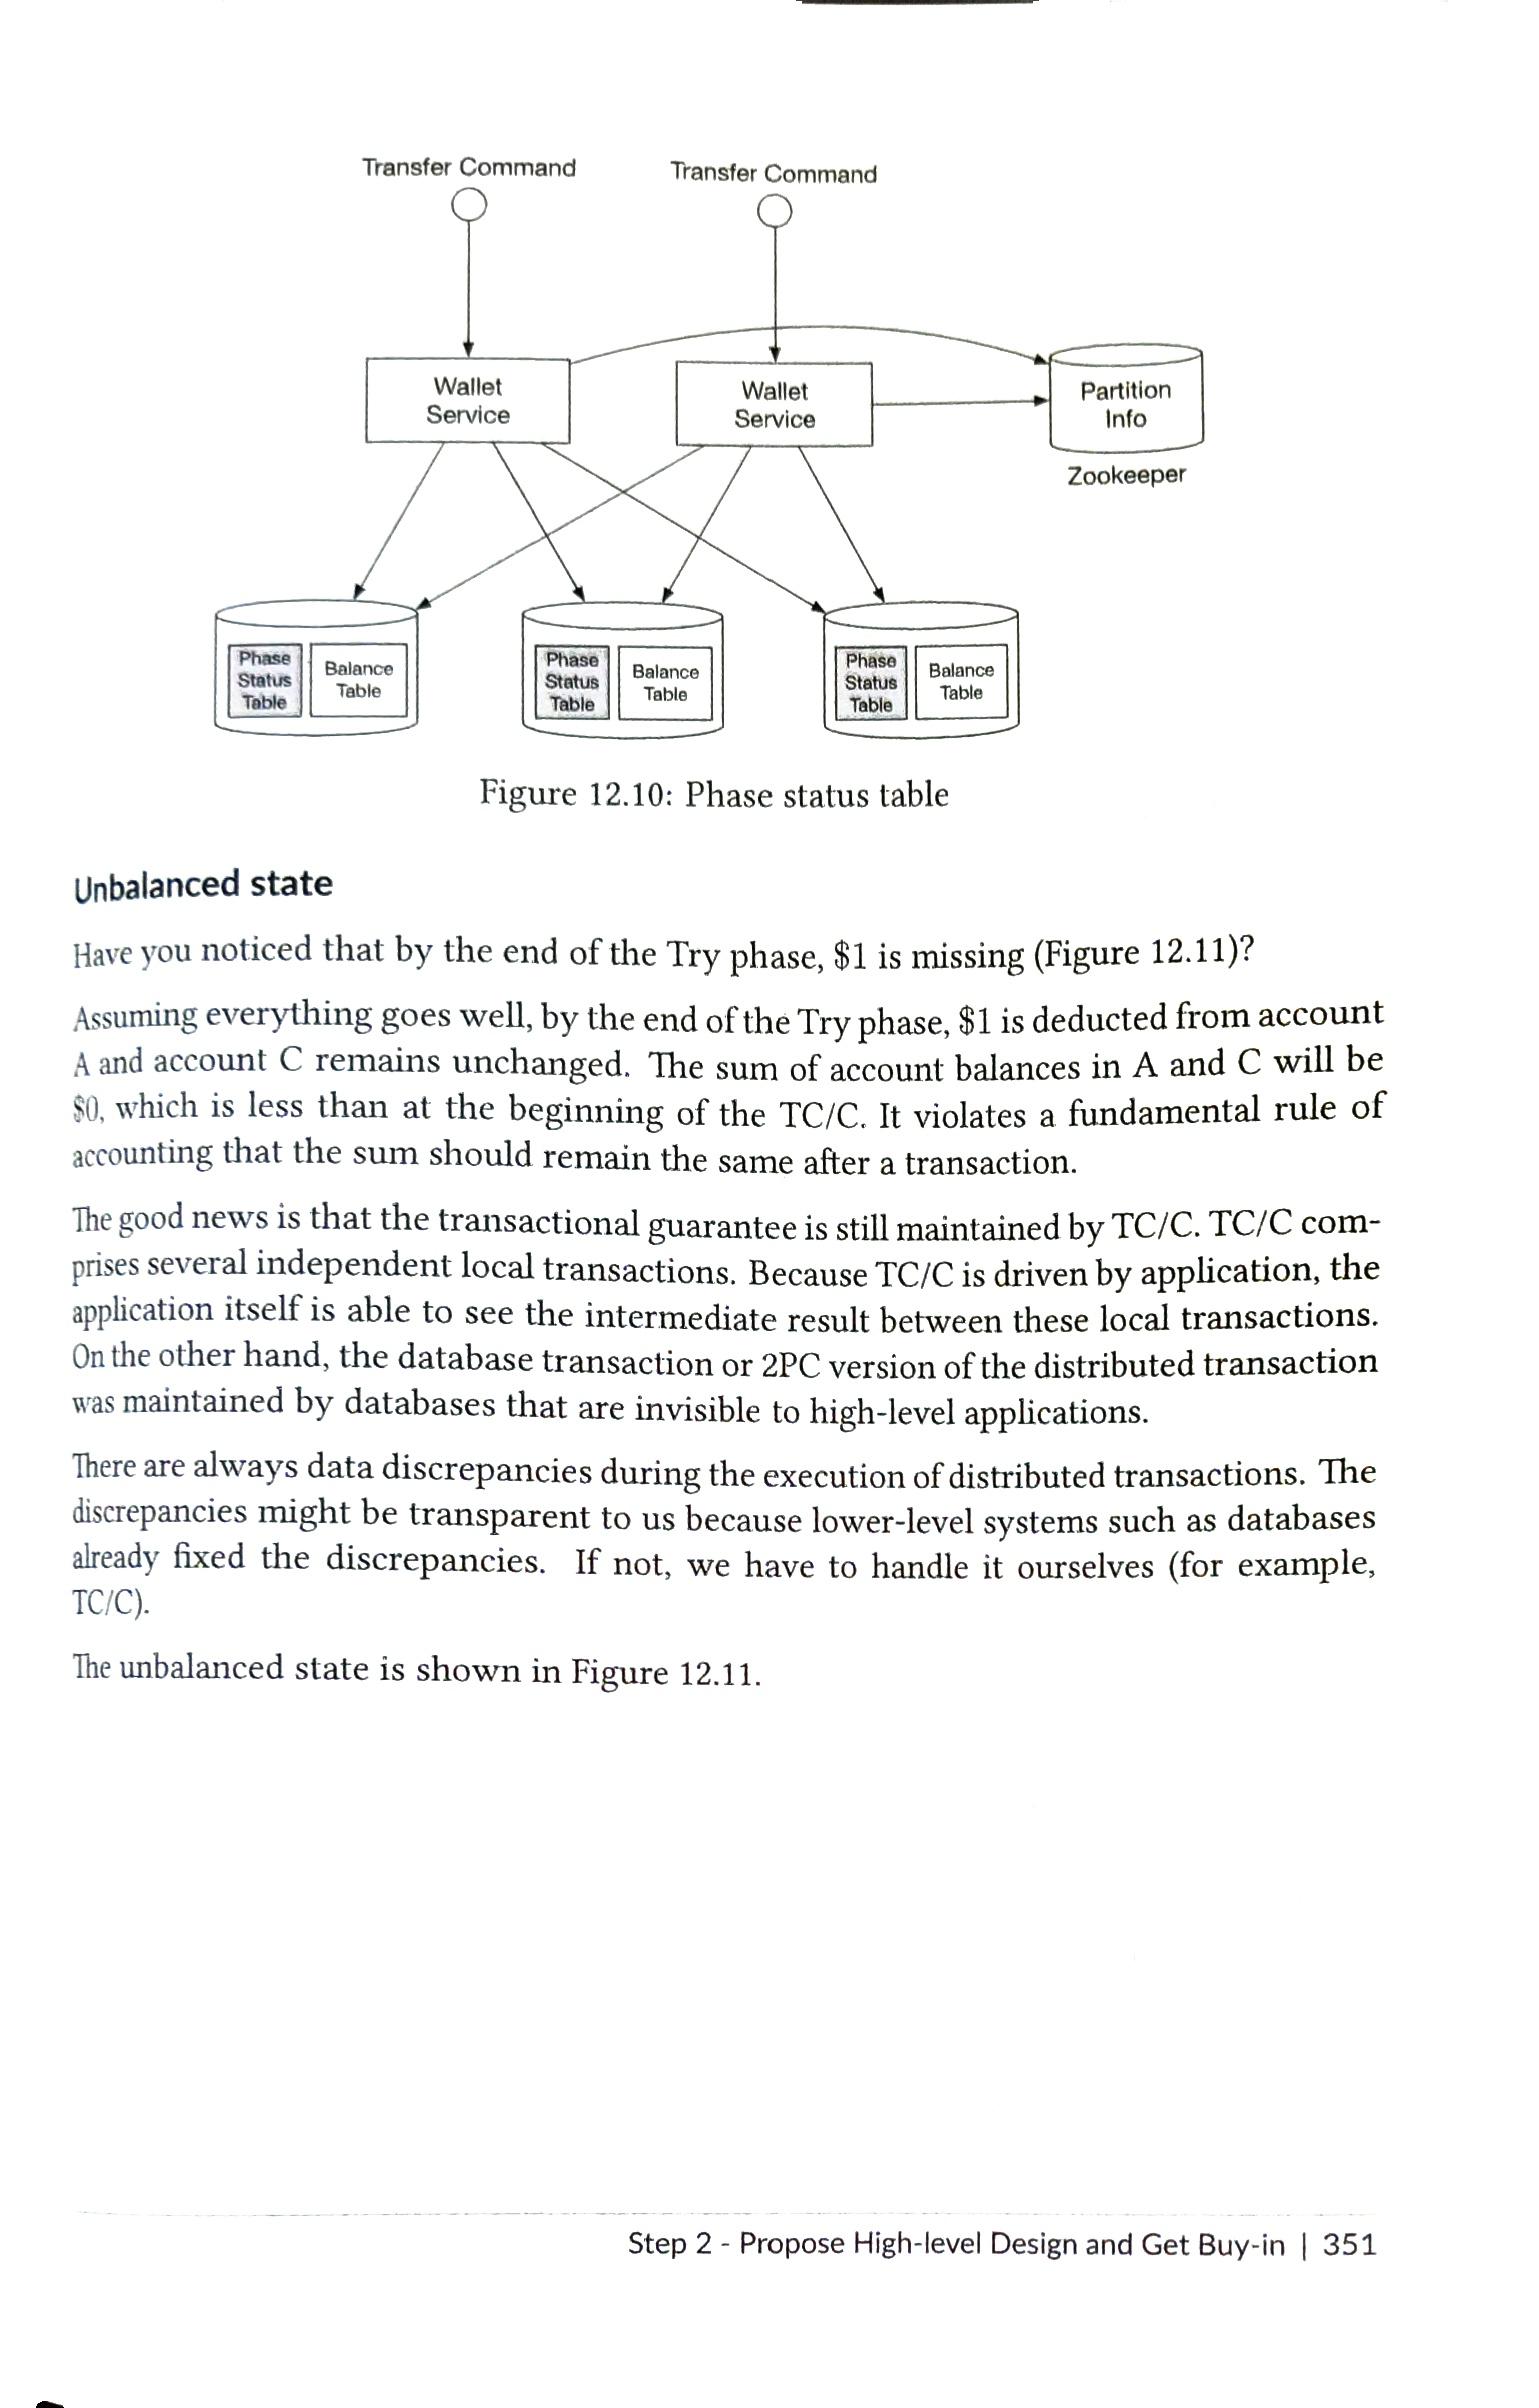 Transfer Command
Transfer Command
Wallet
Service
Wallet
Service
Partition
Info
Zookeeper
Phase
Status
Table
Balance
Table
Phase
Status
Table
Balance
Table
Phase
Status
Table
Balance
Table
Figure 12.10: Phase status table
Unbalanced state
Have you noticed that by the end of the Try phase, $1 is missing (Figure 12.11)?
Assuming everything goes well, by the end of the Try phase, $1 is deducted from account
A and account C remains unchanged. The sum of account balances in A and C will be
$0, which is less than at the beginning of the TC/C. It violates a fundamental rule of
accounting that the sum should remain the same after a transaction.
The good news is that the transactional guarantee is still maintained by TC/C. TC/C com-
prises several independent local transactions. Because TC/C is driven by application, the
application itself is able to see the intermediate result between these local transactions.
On the other hand, the database transaction or 2PC version of the distributed transaction
was maintained by databases that are invisible to high-level applications.
There are always data discrepancies during the execution of distributed transactions. The
discrepancies might be transparent to us because lower-level systems such as databases
already fixed the discrepancies. If not, we have to handle it ourselves (for example,
TC/C).
The unbalanced state is shown in Figure 12.11.
Step 2 - Propose High-level Design and Get Buy-in | 351